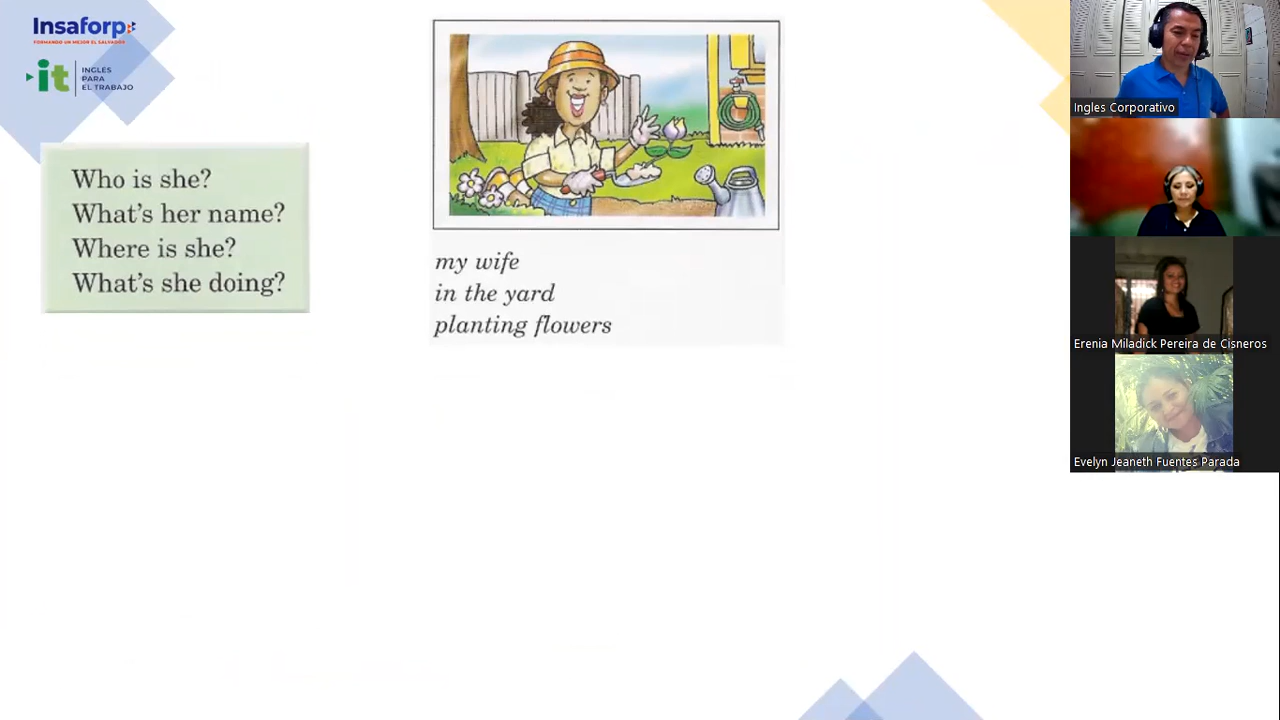 Insaforp
FORMANDO UN MEJOR EL SALVADOR
it
INGLES
PARA
EL TRABAJO
Who is she?
What's her name?
Where is she?
What's she doing?
my wife
in the yard
planting flowers
Ingles Corporativo
Erenia Miladick Pereira de Cisneros
Evelyn Jeaneth Fuentes Parada